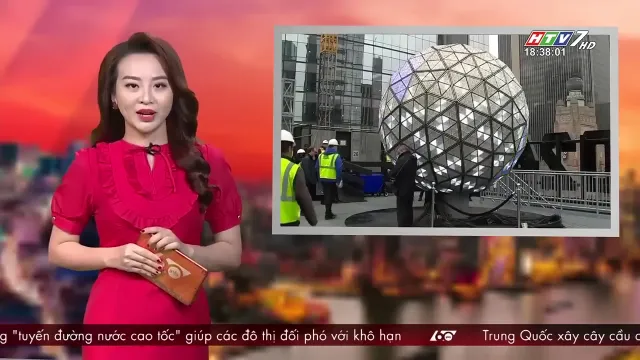 HTV7 HD
18:38:01
g "tuyến đường nước cao tốc" giúp các đô thị đối phó với khô hạn 60 Trung Quốc xây cây cầu